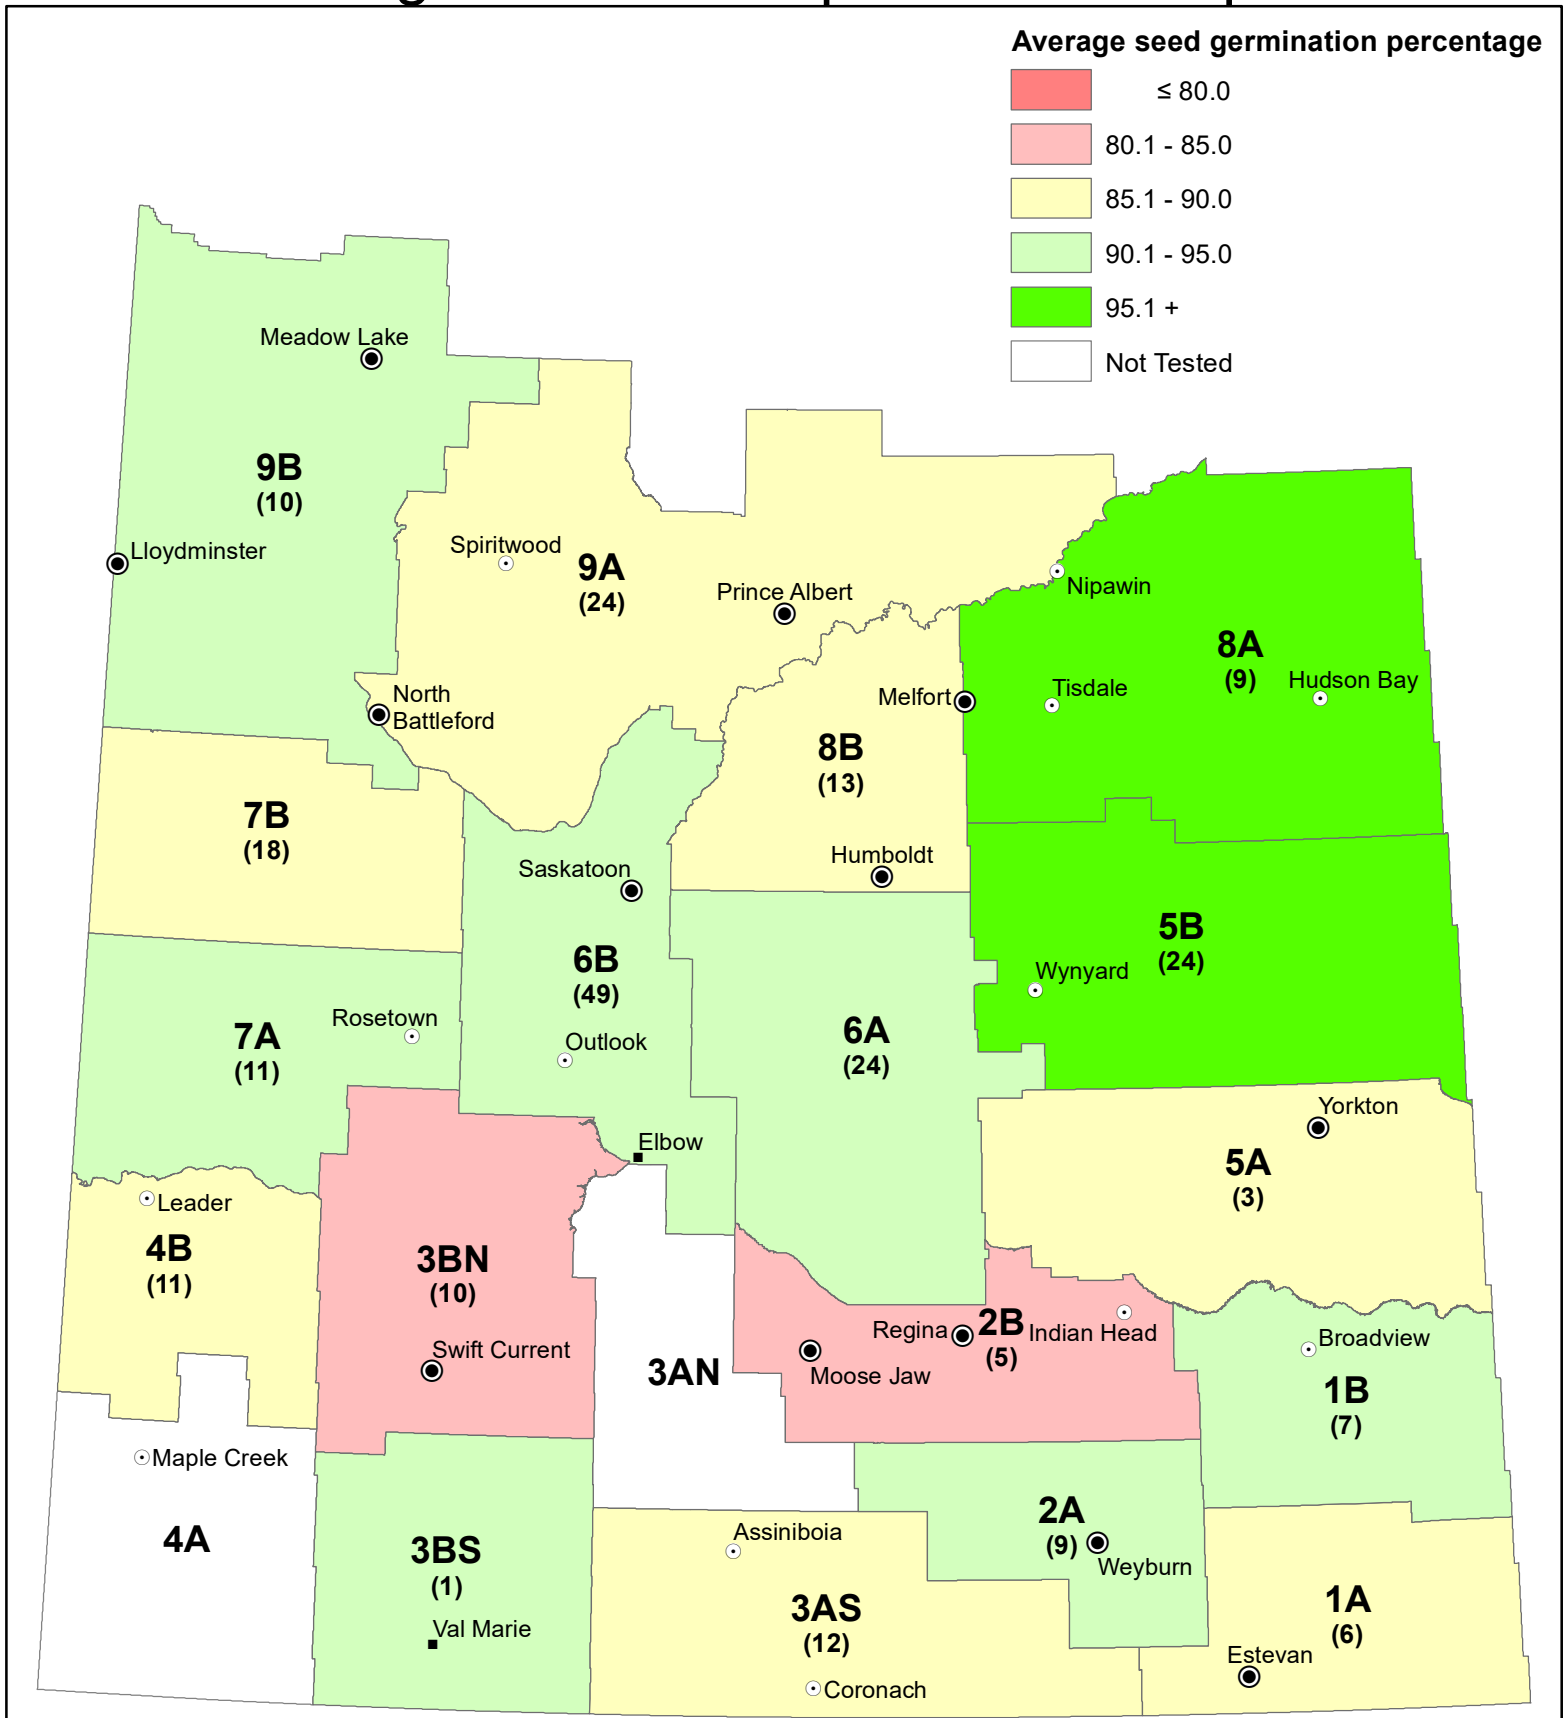 Average seed germination percentage
≤ 80.0
80.1 - 85.0
85.1 - 90.0
90.1 - 95.0
95.1 +
Not Tested
Meadow Lake
9B
(10)
Lloydminster
Spiritwood
9A
(24)
Prince Albert
Nipawin
North
Battleford
Melfort
Tisdale
8A
(9)
Hudson Bay
8B
(13)
Humboldt
7B
(18)
Saskatoon
6B
(49)
Outlook
5B
(24)
Wynyard
7A
(11)
Rosetown
6A
(24)
Elbow
Yorkton
5A
(3)
Leader
4B
(11)
3BN
(10)
Swift Current
3AN
Regina
2B
(5)
Indian Head
Moose Jaw
Broadview
1B
(7)
Maple Creek
4A
3BS
(1)
Val Marie
Assiniboia
3AS
(12)
Coronach
2A
(9)
Weyburn
1A
(6)
Estevan